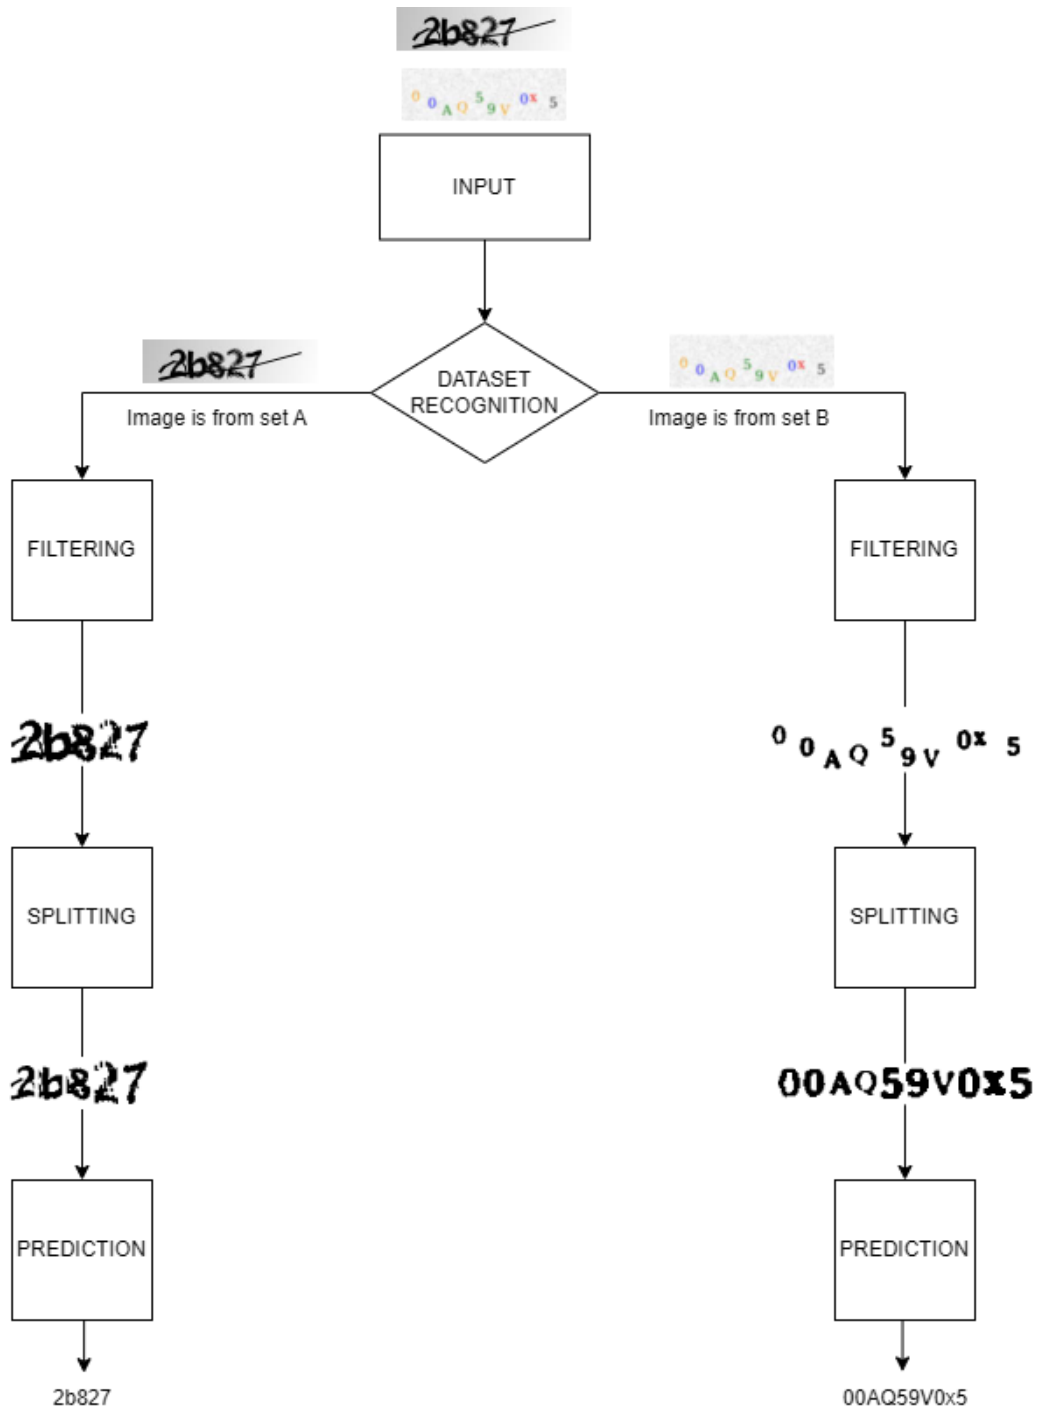 2b827
0 0 A Q 5 9 V 0x 5
INPUT
2b827
0 0 A Q 5 9 V 0x 5
DATASET
RECOGNITION
Image is from set A
Image is from set B
FILTERING
FILTERING
2b827
0 0 A Q 5 9 V 0x 5
SPLITTING
SPLITTING
2b827
00AQ59V0x5
PREDICTION
PREDICTION
2b827
00AQ59V0x5